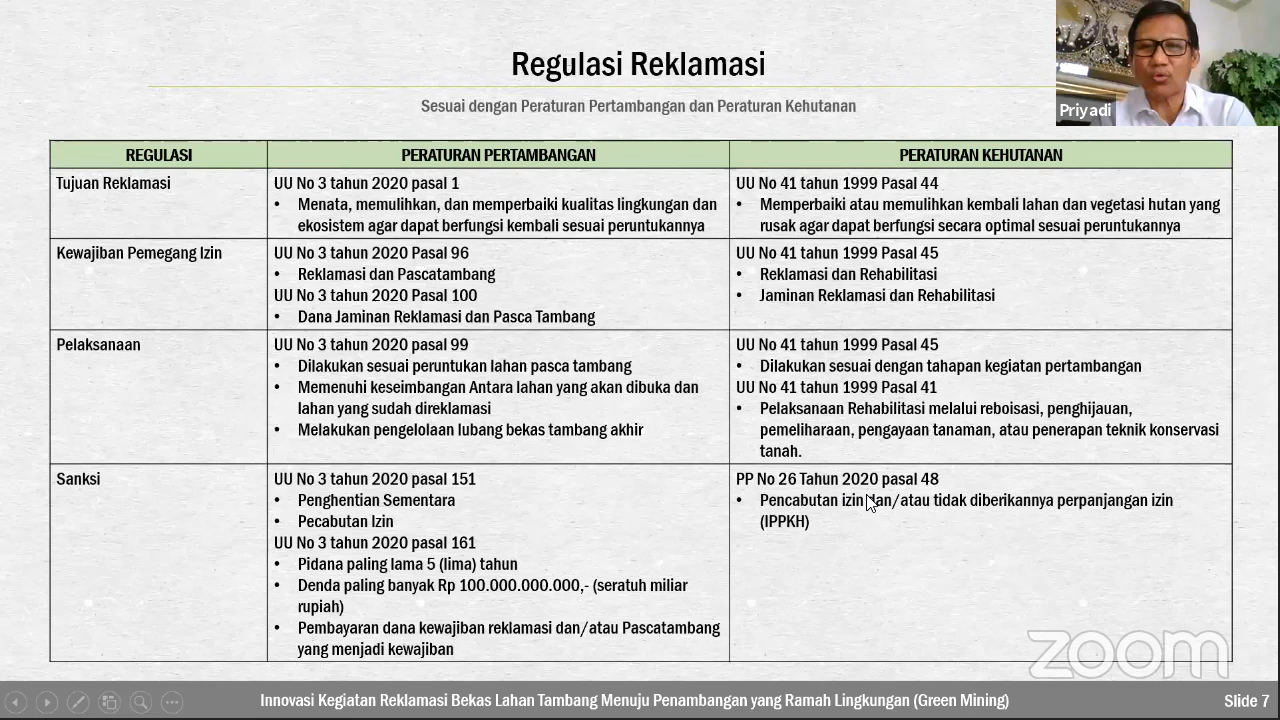 Regulasi Reklamasi
Sesuai dengan Peraturan Pertambangan dan Peraturan Kehutanan
Priyadi
REGULASI
PERATURAN PERTAMBANGAN
PERATURAN KEHUTANAN
Tujuan Reklamasi
UU No 3 tahun 2020 pasal 1
• Menata, memulihkan, dan memperbaiki kualitas lingkungan dan
ekosistem agar dapat berfungsi kembali sesuai peruntukannya
UU No 41 tahun 1999 Pasal 44
• Memperbaiki atau memulihkan kembali lahan dan vegetasi hutan yang
rusak agar dapat berfungsi secara optimal sesuai peruntukannya
Kewajiban Pemegang Izin
UU No 3 tahun 2020 Pasal 96
• Reklamasi dan Pascatambang
UU No 3 tahun 2020 Pasal 100
• Dana Jaminan Reklamasi dan Pasca Tambang
UU No 41 tahun 1999 Pasal 45
• Reklamasi dan Rehabilitasi
• Jaminan Reklamasi dan Rehabilitasi
Pelaksanaan
UU No 3 tahun 2020 pasal 99
• Dilakukan sesuai peruntukan lahan pasca tambang
• Memenuhi keseimbangan Antara lahan yang akan dibuka dan
lahan yang sudah direklamasi
• Melakukan pengelolaan lubang bekas tambang akhir
UU No 41 tahun 1999 Pasal 45
• Dilakukan sesuai dengan tahapan kegiatan pertambangan
UU No 41 tahun 1999 Pasal 41
• Pelaksanaan Rehabilitasi melalui reboisasi, penghijauan,
pemeliharaan, pengayaan tanaman, atau penerapan teknik konservasi
tanah.
Sanksi
UU No 3 tahun 2020 pasal 151
• Penghentian Sementara
• Pecabutan Izin
UU No 3 tahun 2020 pasal 161
• Pidana paling lama 5 (lima) tahun
• Denda paling banyak Rp 100.000.000.000,- (seratuh miliar
rupiah)
• Pembayaran dana kewajiban reklamasi dan/atau Pascatambang
yang menjadi kewajiban
PP No 26 Tahun 2020 pasal 48
• Pencabutan izin dan/atau tidak diberikannya perpanjangan izin
(IPPKH)
zoom
Innovasi Kegiatan Reklamasi Bekas Lahan Tambang Menuju Penambangan yang Ramah Lingkungan (Green Mining)
Slide 7